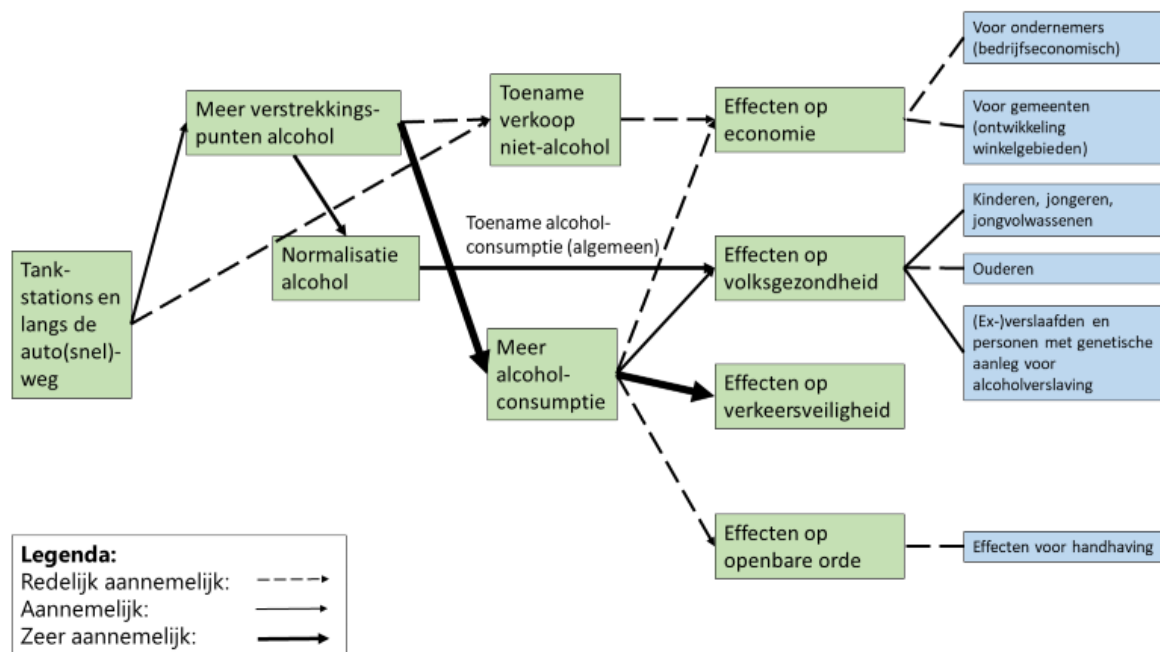 Voor ondernemers
(bedrijfseconomisch)
Meer verstrekkings-
punten alcohol
Toename
verkoop
niet-alcohol
Effecten op
economie
Voor gemeenten
(ontwikkeling
winkelgebieden)
Kinderen, jongeren,
jongvolwassenen
Toename alcohol-
consumptie (algemeen)
Normalisatie
alcohol
Effecten op
volksgezondheid
Ouderen
Tank-
stations en
langs de
auto(snel)-
weg
(Ex-)verslaafden en
personen met genetische
aanleg voor
alcoholverslaving
Meer
alcohol-
consumptie
Effecten op
verkeersveiligheid
Effecten op
openbare orde
Effecten voor handhaving
Legenda:
Redelijk aannemelijk:
Aannemelijk:
Zeer aannemelijk: